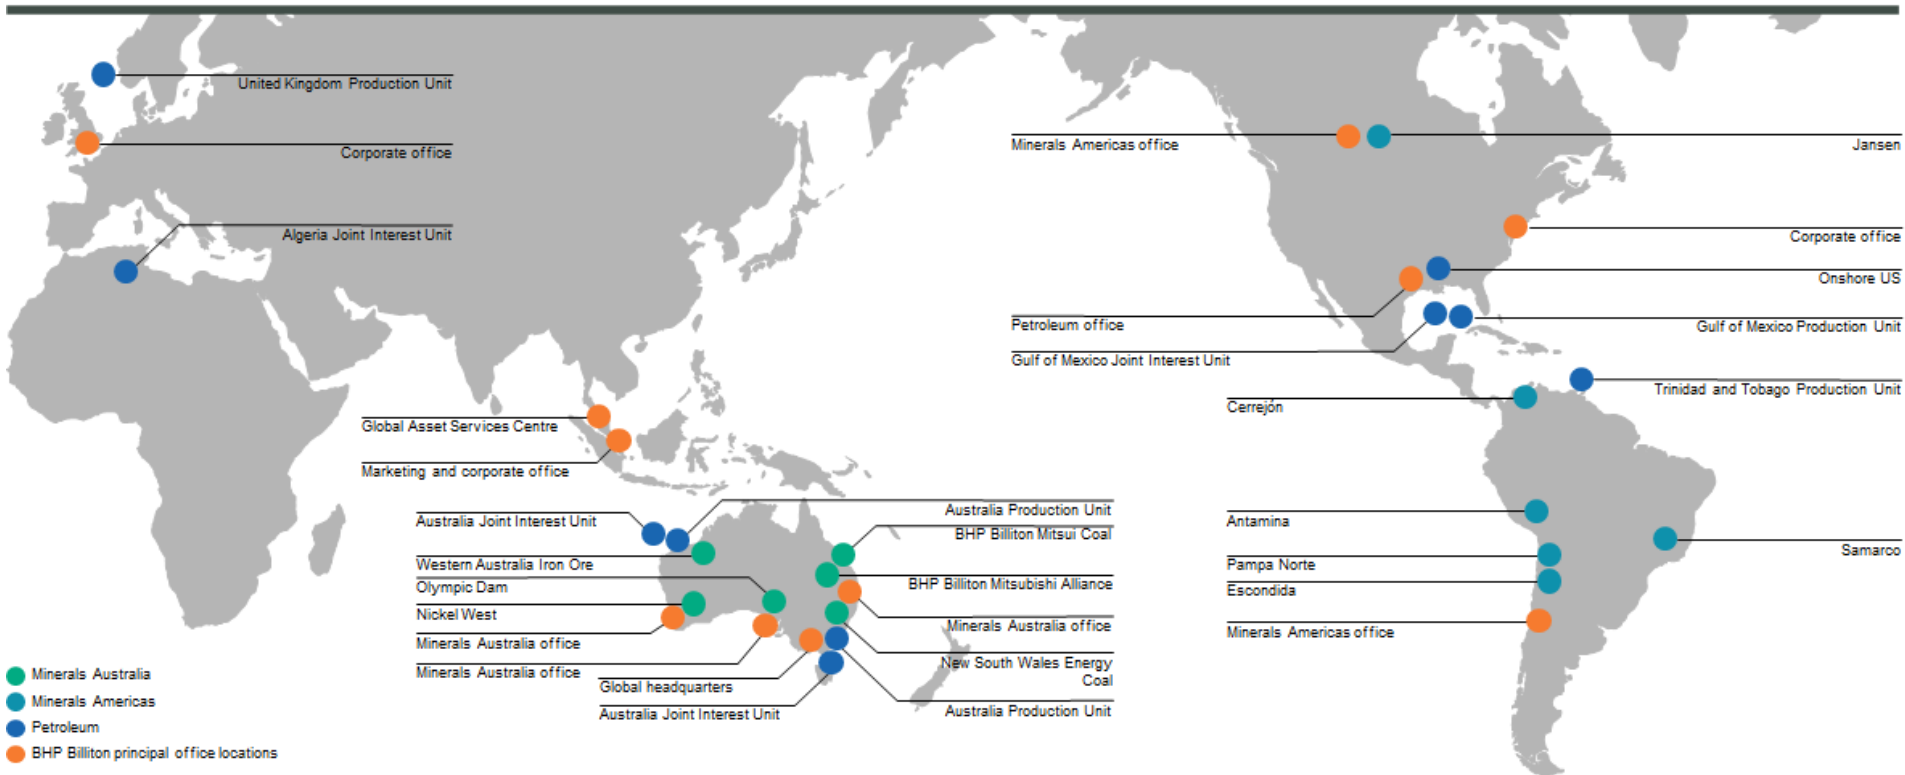 United Kingdom Production Unit
Corporate office
Algeria Joint Interest Unit
Global Asset Services Centre
Marketing and corporate office
Australia Joint Interest Unit
Western Australia Iron Ore
Olympic Dam
Nickel West
Minerals Australia office
Minerals Australia office
Global headquarters
Australia Joint Interest Unit
Australia Production Unit
BHP Billiton Mitsui Coal
BHP Billiton Mitsubishi Alliance
Minerals Australia office
New South Wales Energy
Coal
Australia Production Unit
Minerals Americas office
Jansen
Corporate office
Onshore US
Petroleum office
Gulf of Mexico Production Unit
Gulf of Mexico Joint Interest Unit
Trinidad and Tobago Production Unit
Cerrejón
Antamina
Samarco
Pampa Norte
Escondida
Minerals Americas office
Minerals Australia
Minerals Americas
Petroleum
BHP Billiton principal office locations